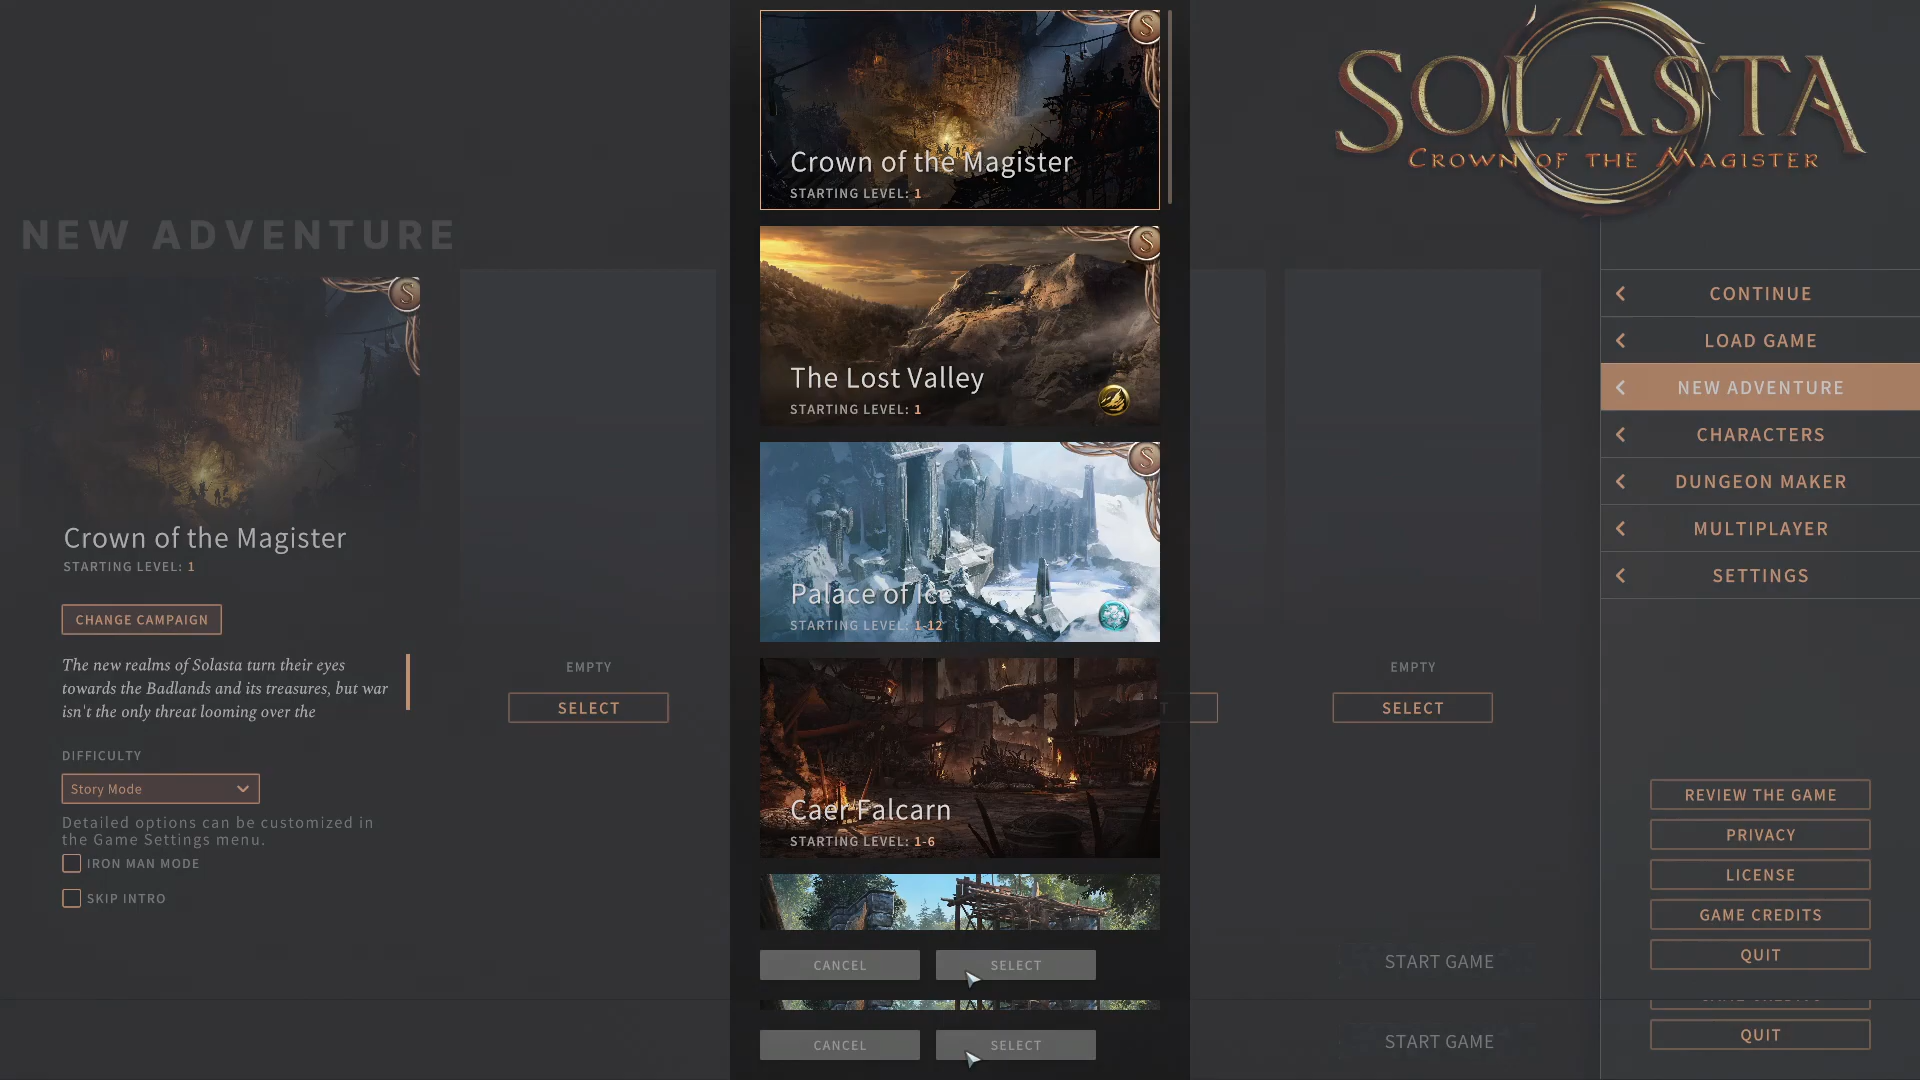 SOLASTA
CROWN OF THE MAGISTER
NEW ADVENTURE
Crown of the Magister
STARTING LEVEL: 1
CHANGE CAMPAIGN
The new realms of Solasta turn their eyes
towards the Badlands and its treasures, but war
isn't the only threat looming over the
DIFFICULTY
Story Mode
Detailed options can be customized in
the Game Settings menu.
IRON MAN MODE
SKIP INTRO
EMPTY
SELECT
Crown of the Magister
STARTING LEVEL: 1
The Lost Valley
STARTING LEVEL: 1
Palace of Ice
STARTING LEVEL: 1-12
Caer Falcarn
STARTING LEVEL: 1-6
CANCEL
SELECT
CANCEL
SELECT
EMPTY
SELECT
START GAME
START GAME
CONTINUE
LOAD GAME
NEW ADVENTURE
CHARACTERS
DUNGEON MAKER
MULTIPLAYER
SETTINGS
REVIEW THE GAME
PRIVACY
LICENSE
GAME CREDITS
QUIT
QUIT